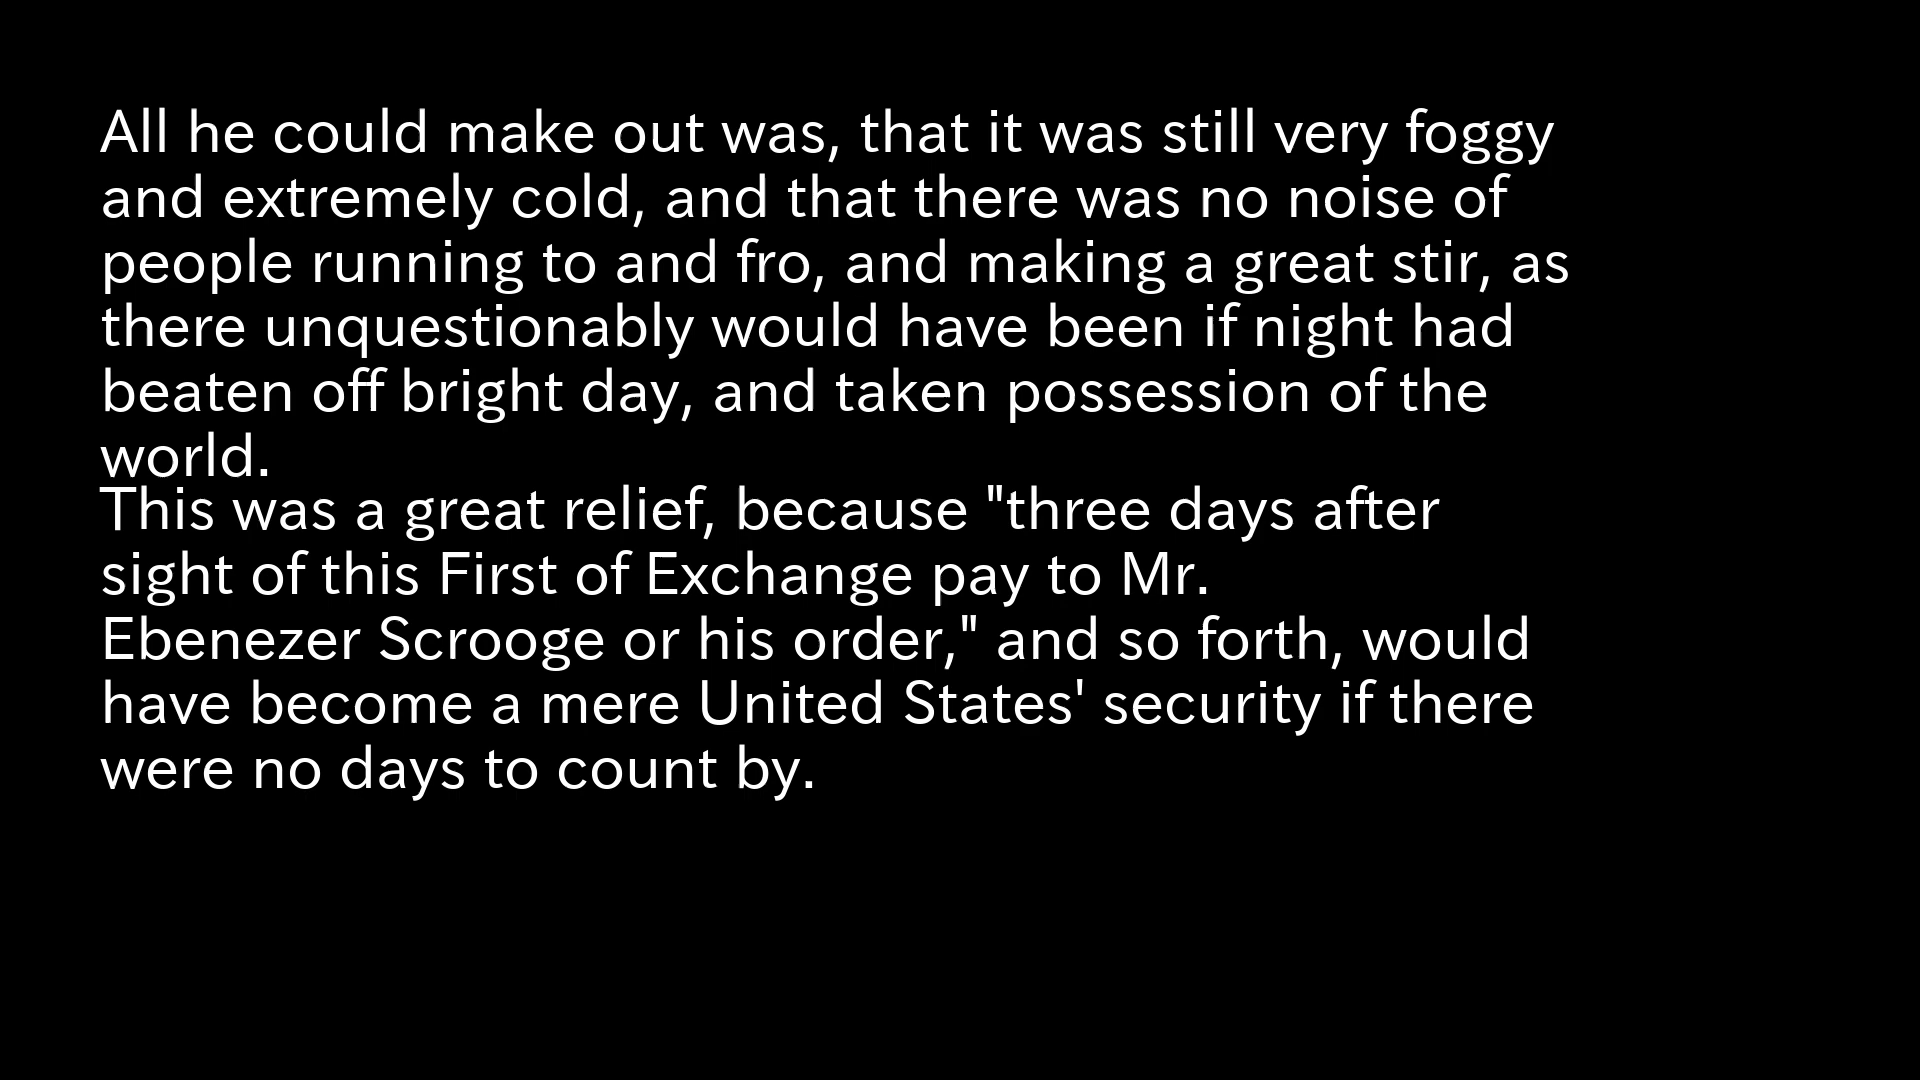 All he could make out was, that it was still very foggy
and extremely cold, and that there was no noise of
people running to and fro, and making a great stir, as
there unquestionably would have been if night had
beaten off bright day, and taken possession of the
world.
This was a great relief, because "three days after
sight of this First of Exchange pay to Mr.
Ebenezer Scrooge or his order," and so forth, would
have become a mere United States' security if there
were no days to count by.